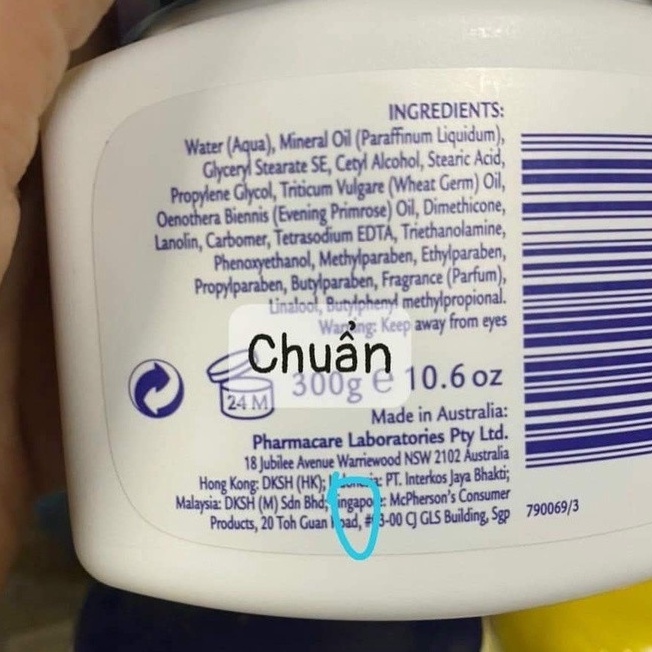 INGREDIENTS:
Water (Aqua), Mineral Oil (Paraffinum Liquidum),
Glyceryl Stearate SE, Cetyl Alcohol, Stearic Acid,
Propylene Glycol, Triticum Vulgare (Wheat Germ) Oil,
Oenothera Biennis (Evening Primrose) Oil, Dimethicone,
Lanolin, Carbomer, Tetrasodium EDTA, Triethanolamine,
Phenoxyethanol, Methylparaben, Ethylparaben,
Propylparaben, Butylparaben, Fragrance (Parfum),
Linalool, Butylphenyl methylpropional.
Warning: Keep away from eyes
Chuẩn
24 M
300g e 10.6 oz
Made in Australia:
Pharmacare Laboratories Pty Ltd.
18 Jubilee Avenue Warriewood NSW 2102 Australia
Hong Kong: DKSH (HK); PT. Interkos Jaya Bhakti;
Malaysia: DKSH (M) Sdn Bhd; McPherson's Consumer
Products, 20 Toh Guan CJ GLS Building, Sgp
790069/3